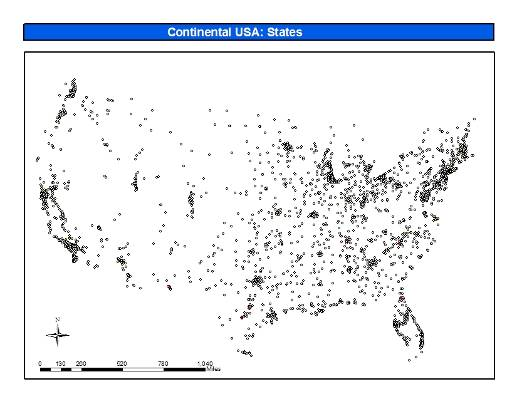 Continental USA: States
N
0 130 260 520 780 1,040
Miles